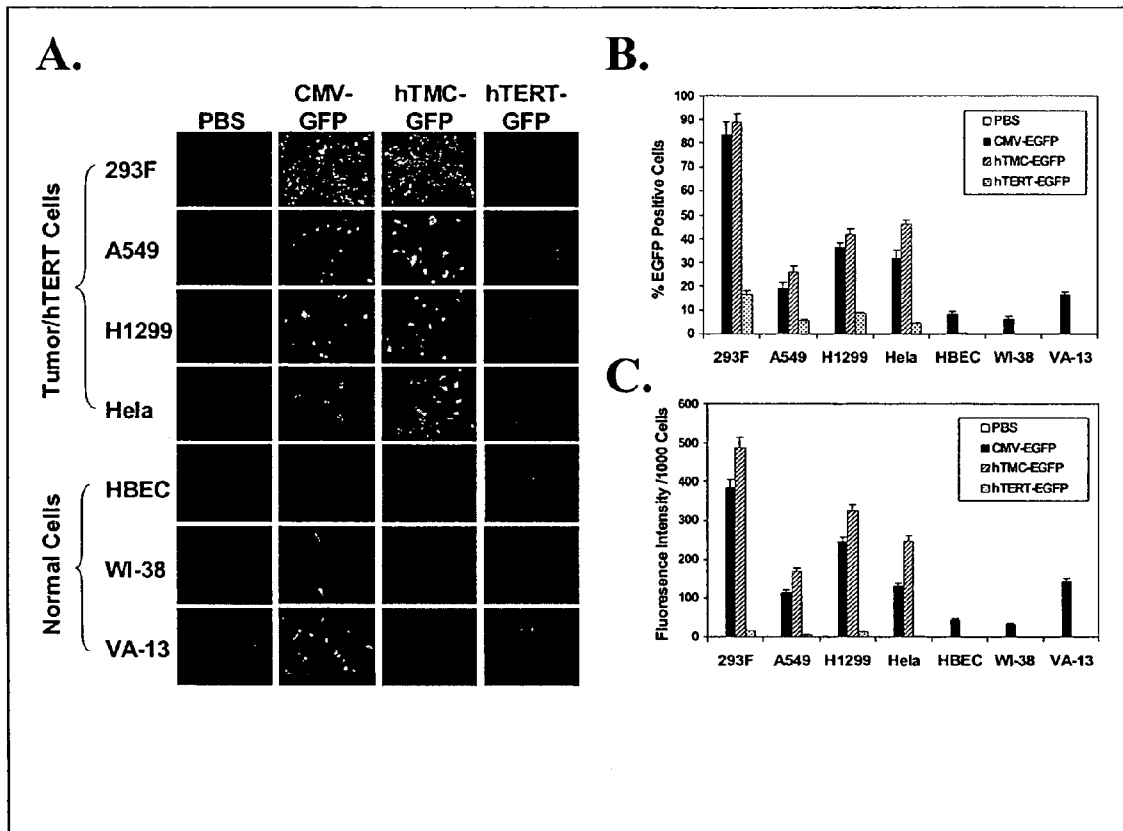 A.
PBS
CMV-
GFP
hTMC-
GFP
hTERT-
GFP
Tumor/hTERT Cells
293F
A549
H1299
Hela
Normal Cells
HBEC
WI-38
VA-13
B.
% EGFP Positive Cells
100
90
80
70
60
50
40
30
20
10
0
PBS
CMV-EGFP
hTMC-EGFP
hTERT-EGFP
293F A549 H1299 Hela HBEC WI-38 VA-13
C.
Fluoresence Intensity /1000 Cells
600
500
400
300
200
100
0
PBS
CMV-EGFP
hTMC-EGFP
hTERT-EGFP
293F A549 H1299 Hela HBEC WI-38 VA-13